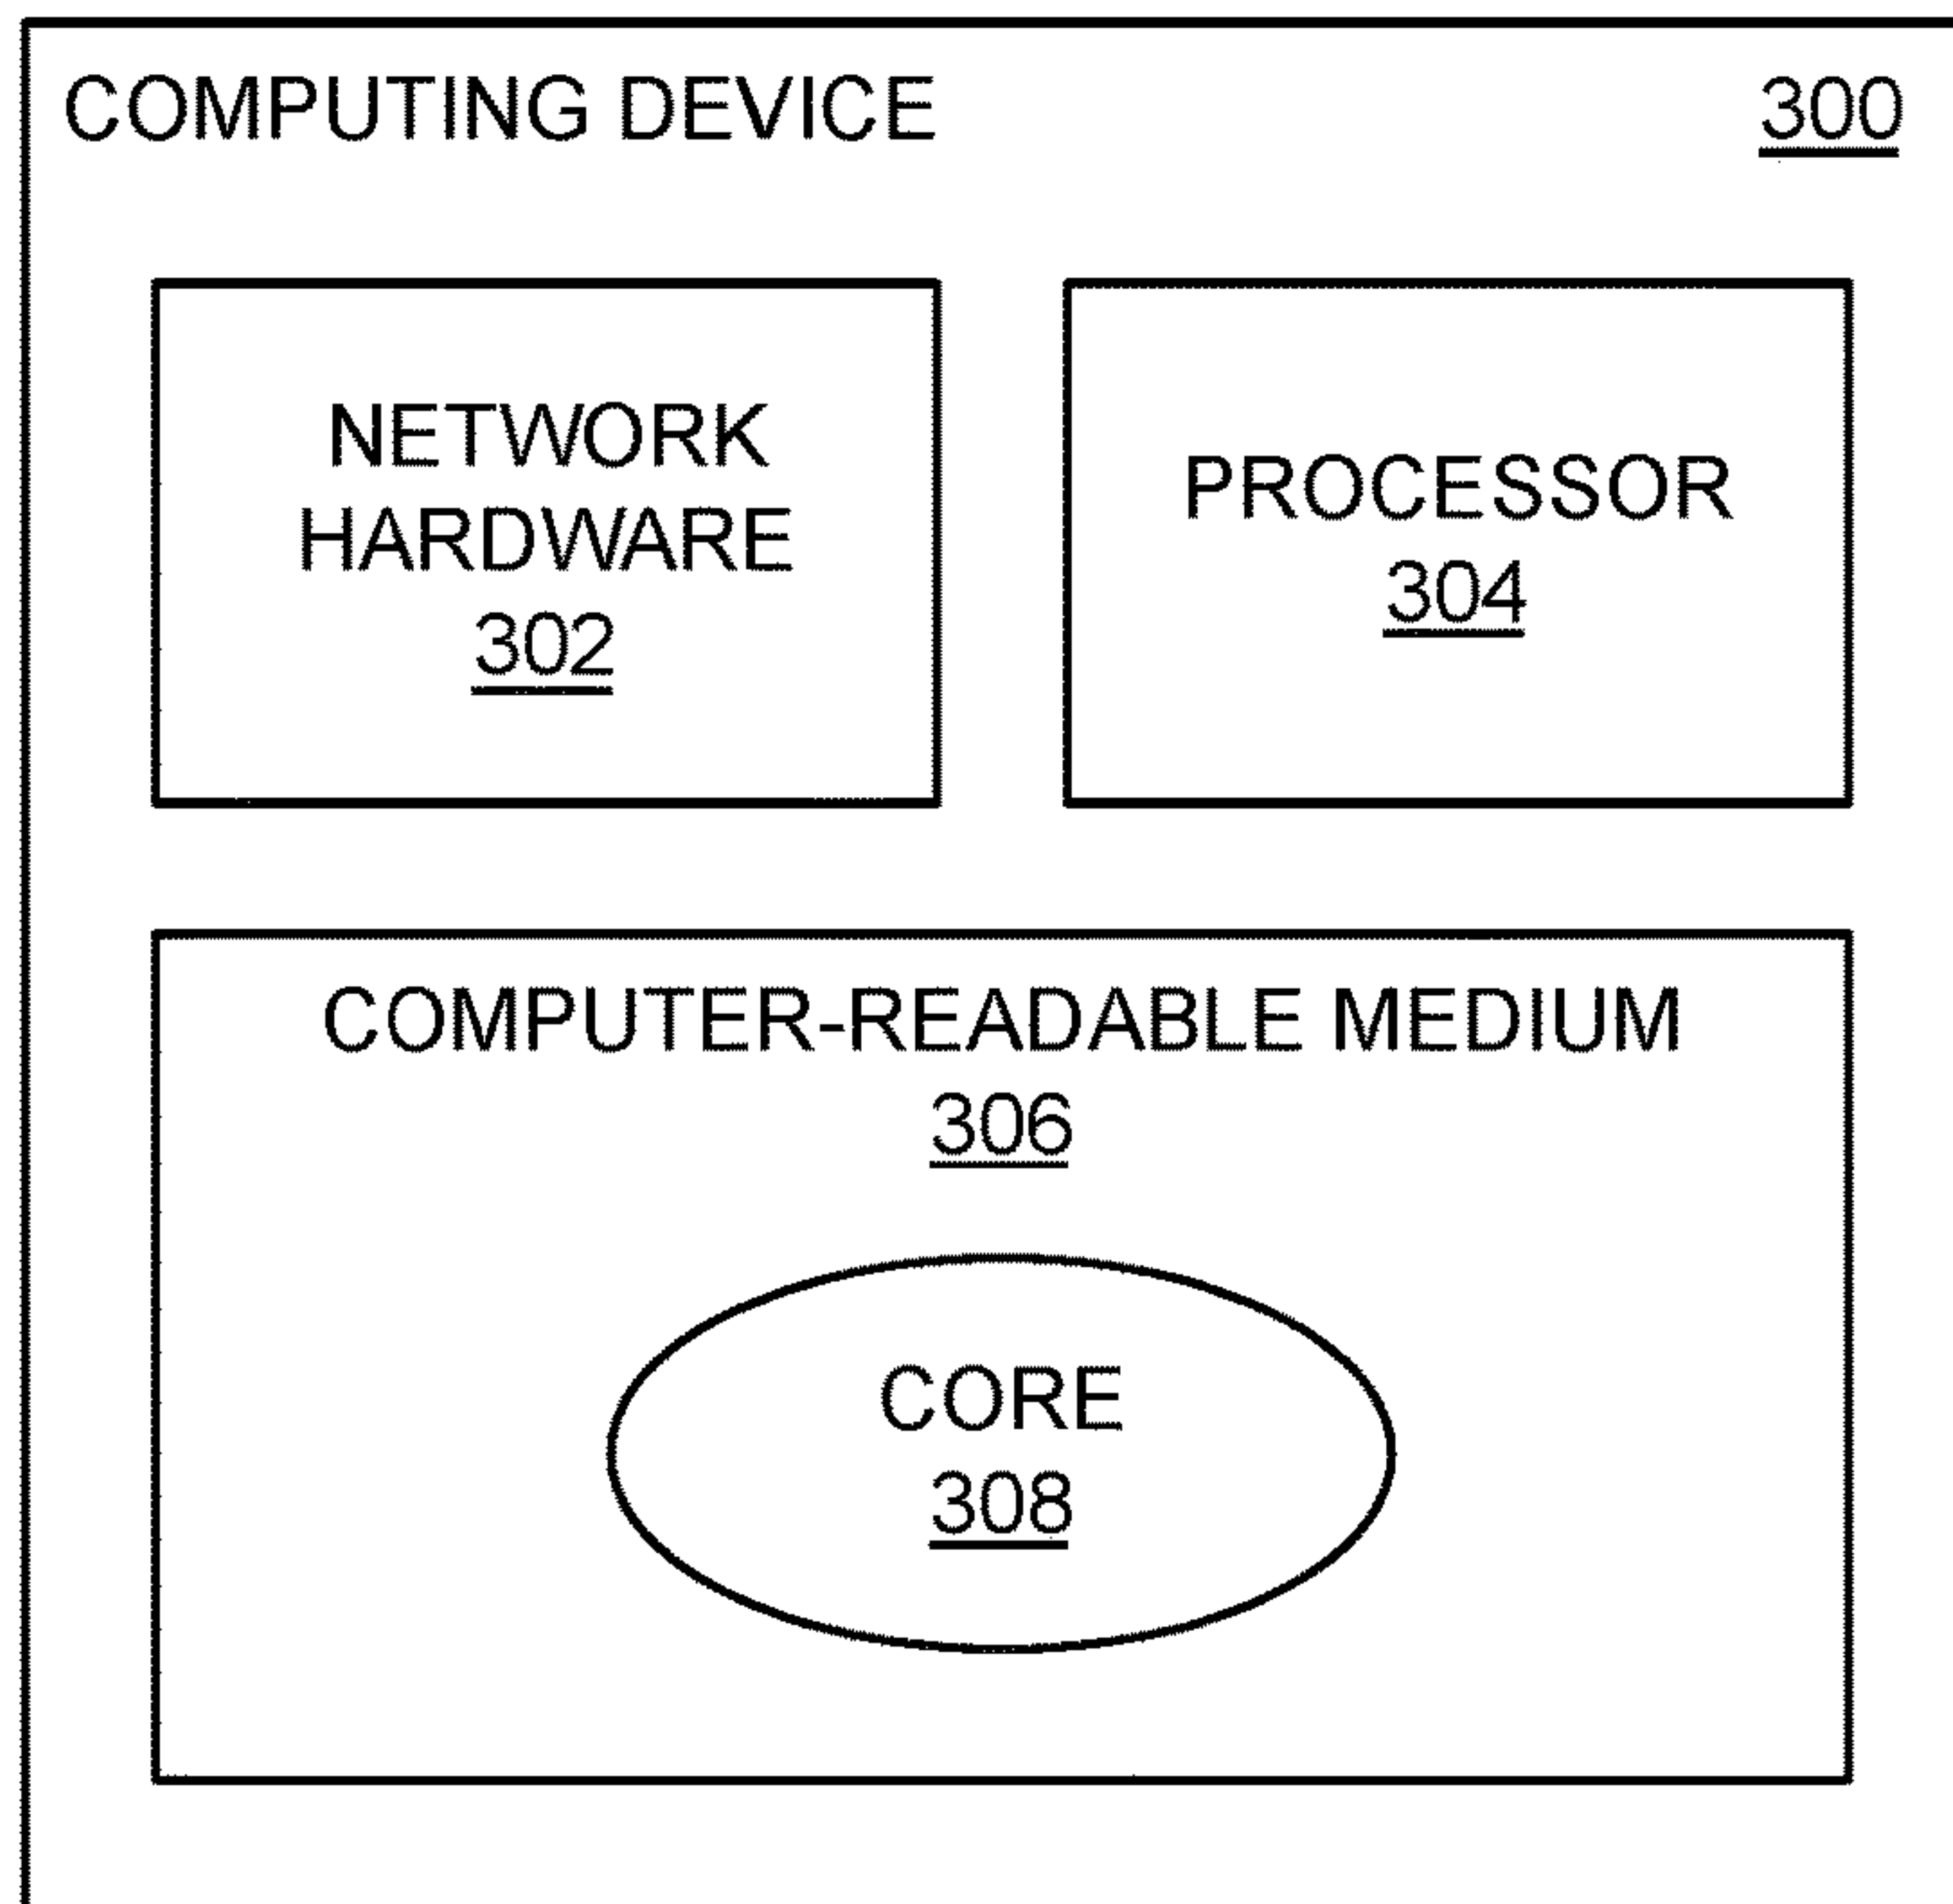 COMPUTING DEVICE 300
NETWORK
HARDWARE
302
PROCESSOR
304
COMPUTER-READABLE MEDIUM
306
CORE
308